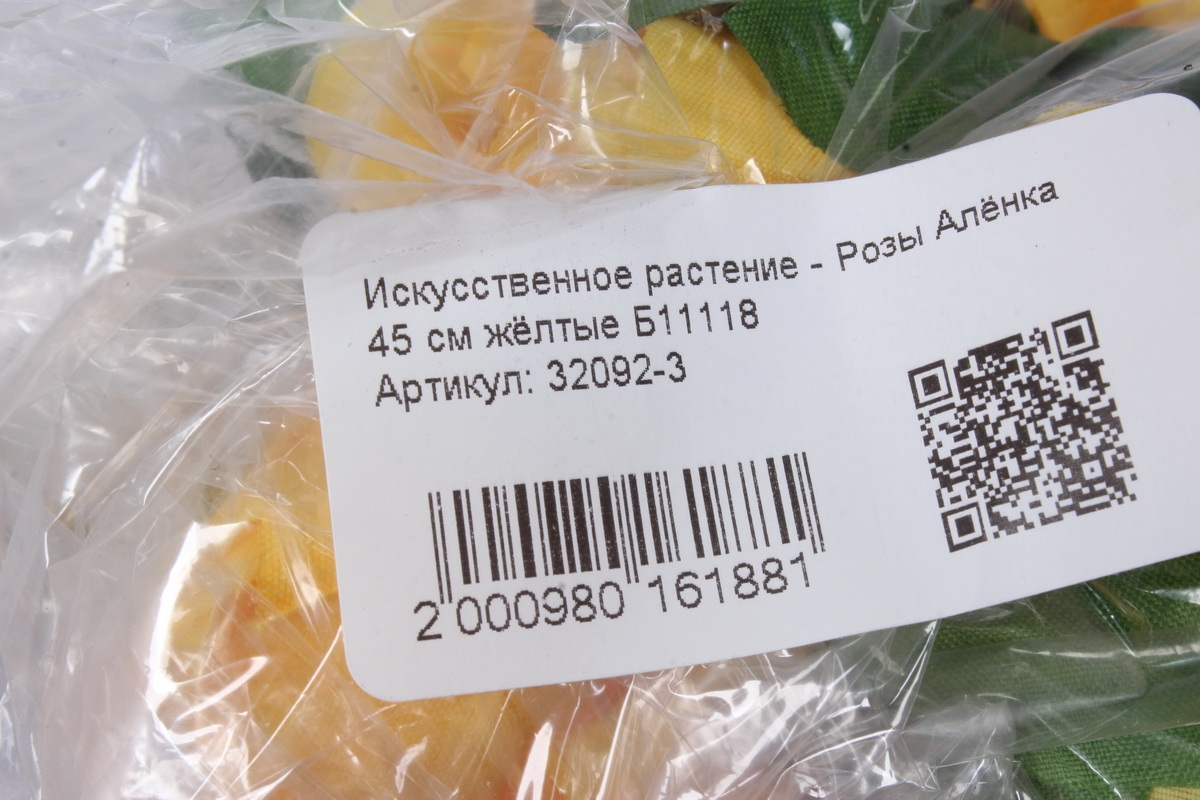 Искусственное растение - Розы Алёнка
45 см жёлтые Б11118
Артикул: 32092-3
2 000980 161881